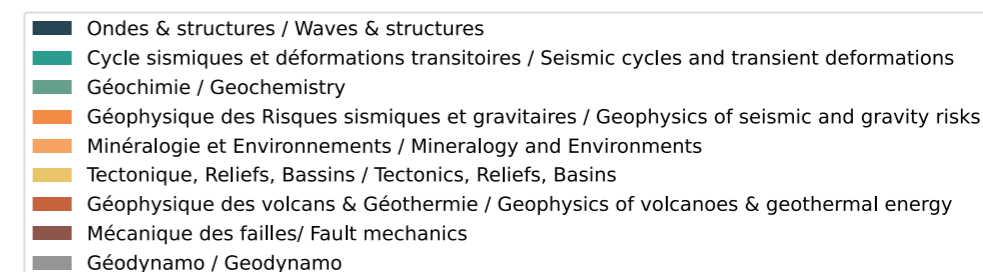 Ondes & structures / Waves & structures
Cycle sismiques et déformations transitoires / Seismic cycles and transient deformations
Géochimie / Geochemistry
Géophysique des Risques sismiques et gravitaires / Geophysics of seismic and gravity risks
Minéralogie et Environnements / Mineralogy and Environments
Tectonique, Reliefs, Bassins / Tectonics, Reliefs, Basins
Géophysique des volcans & Géothermie / Geophysics of volcanoes & geothermal energy
Mécanique des failles/ Fault mechanics
Géodynamo / Geodynamo